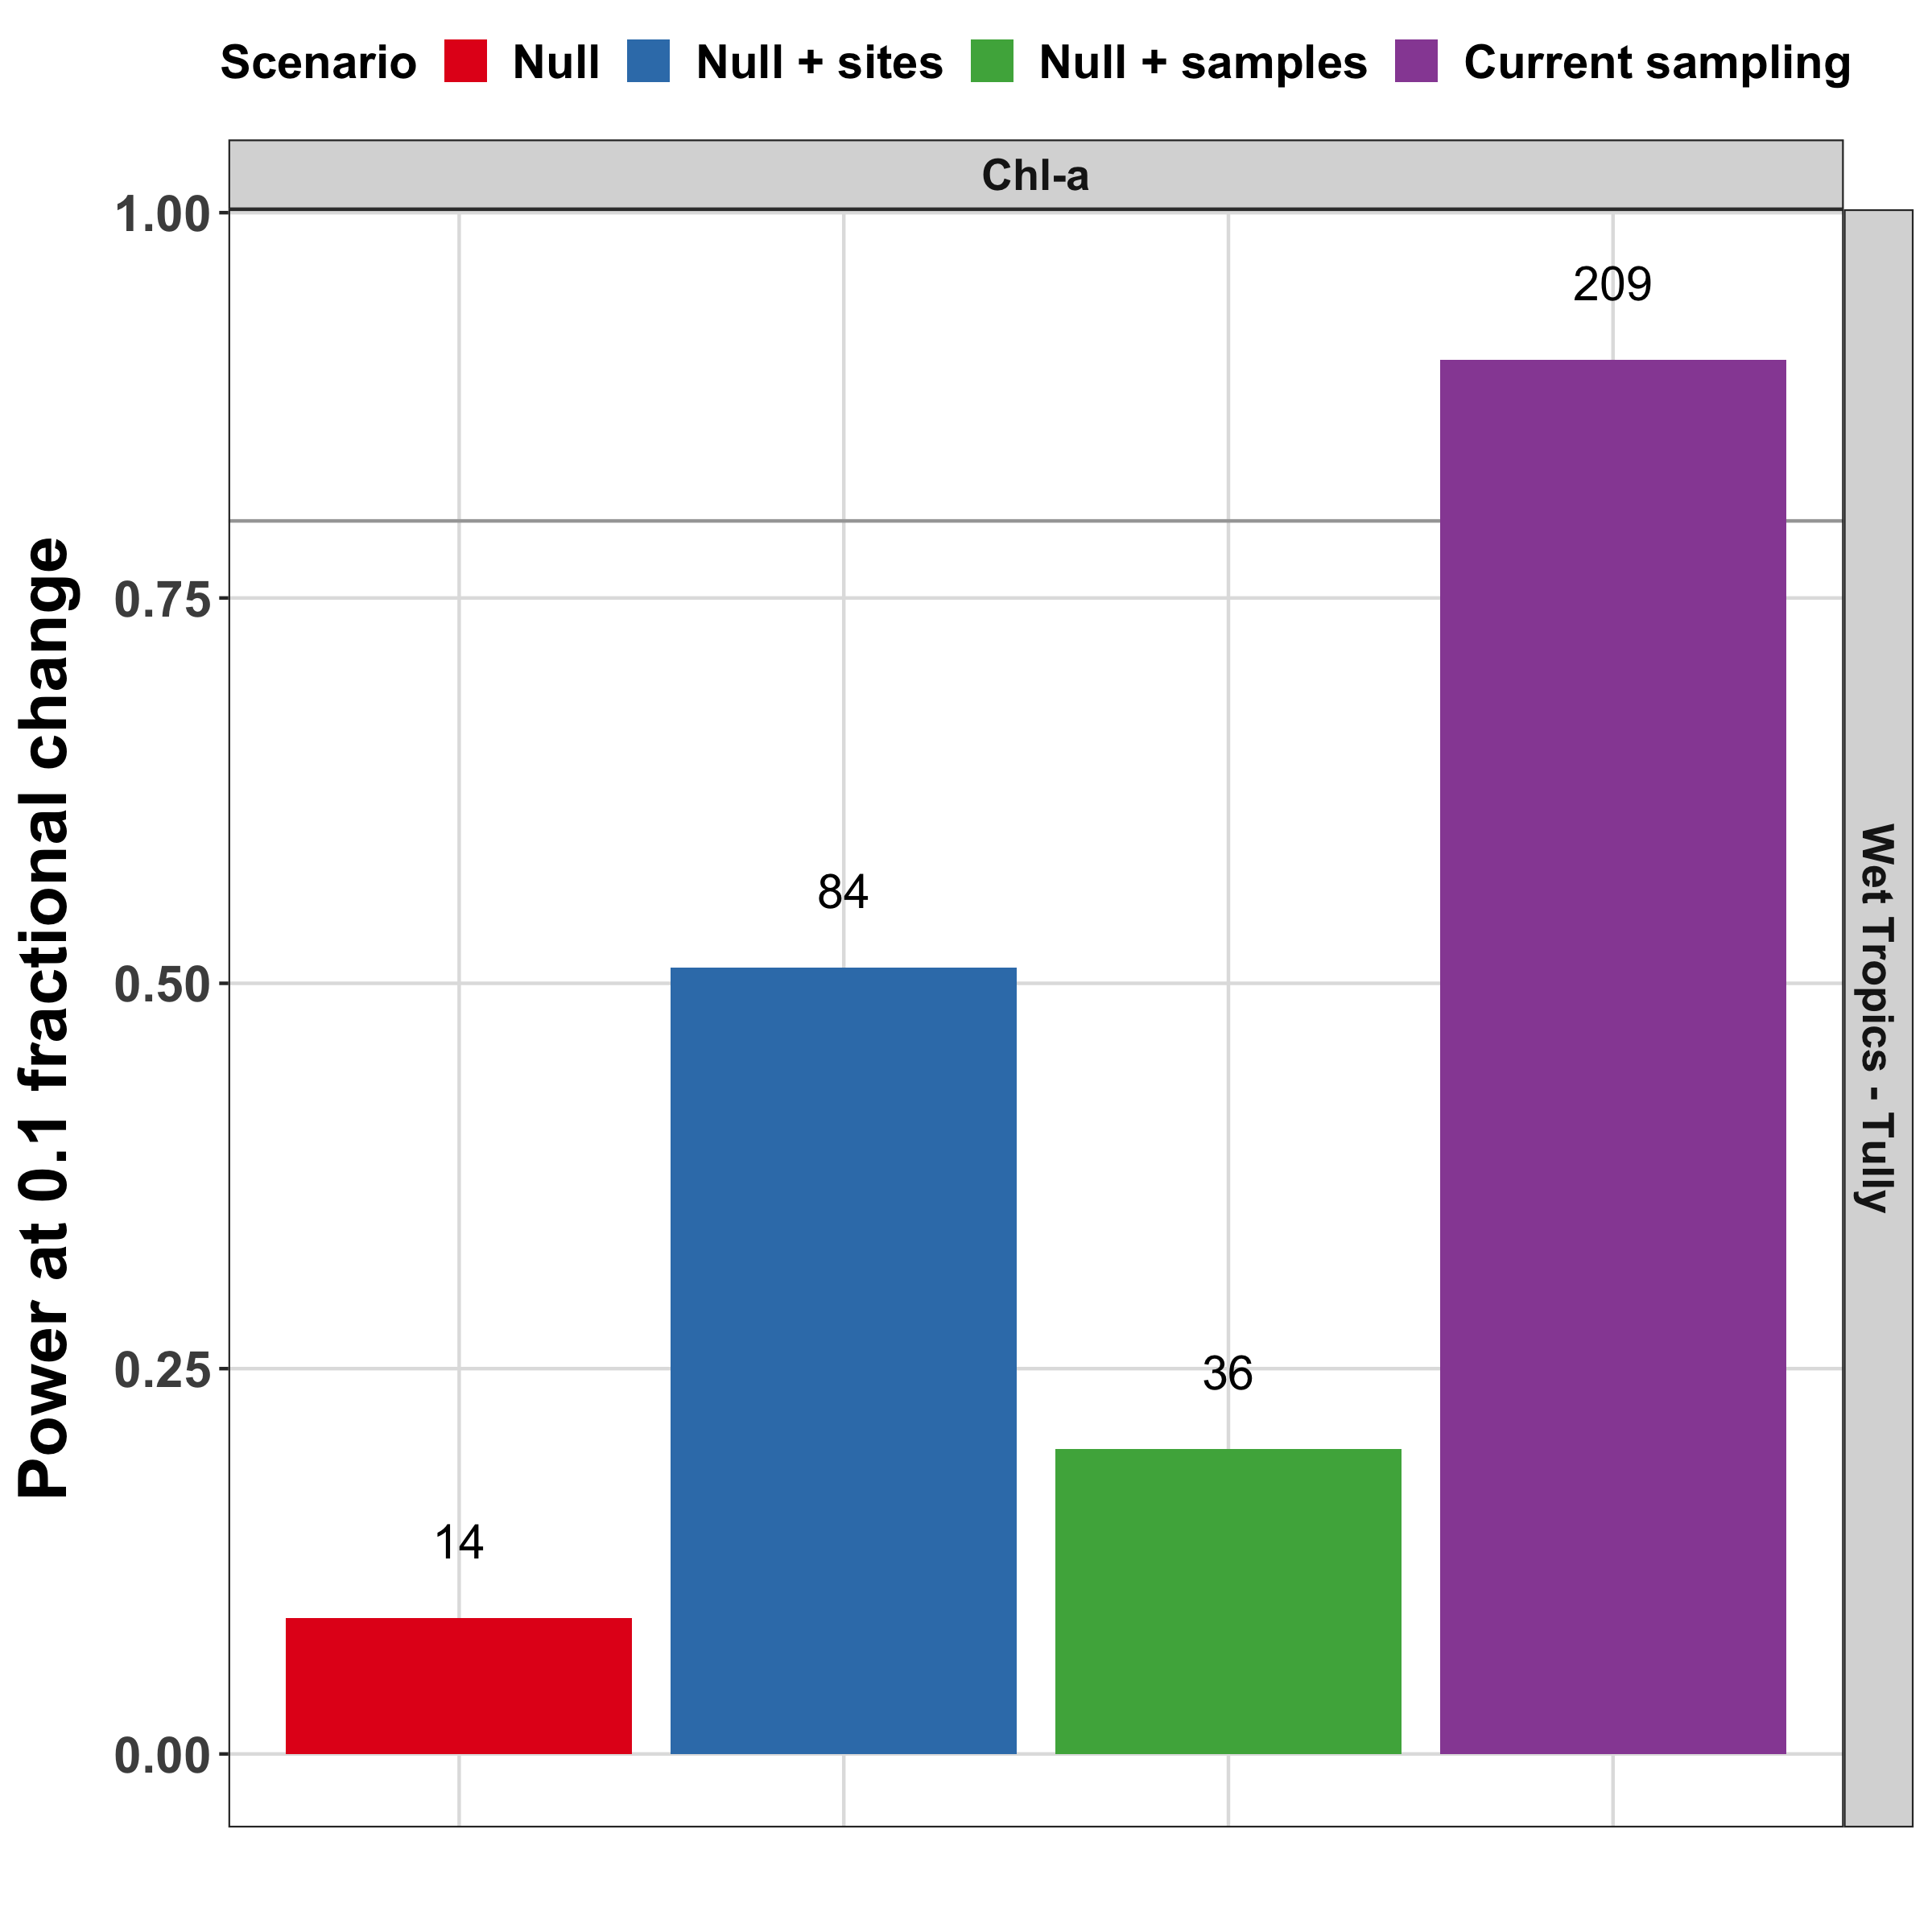 Scenario Null Null + sites Null + samples Current sampling
Chl-a
Power at 0.1 fractional change
1.00
0.75
0.50
0.25
0.00
209
84
36
14
Wet Tropics - Tully